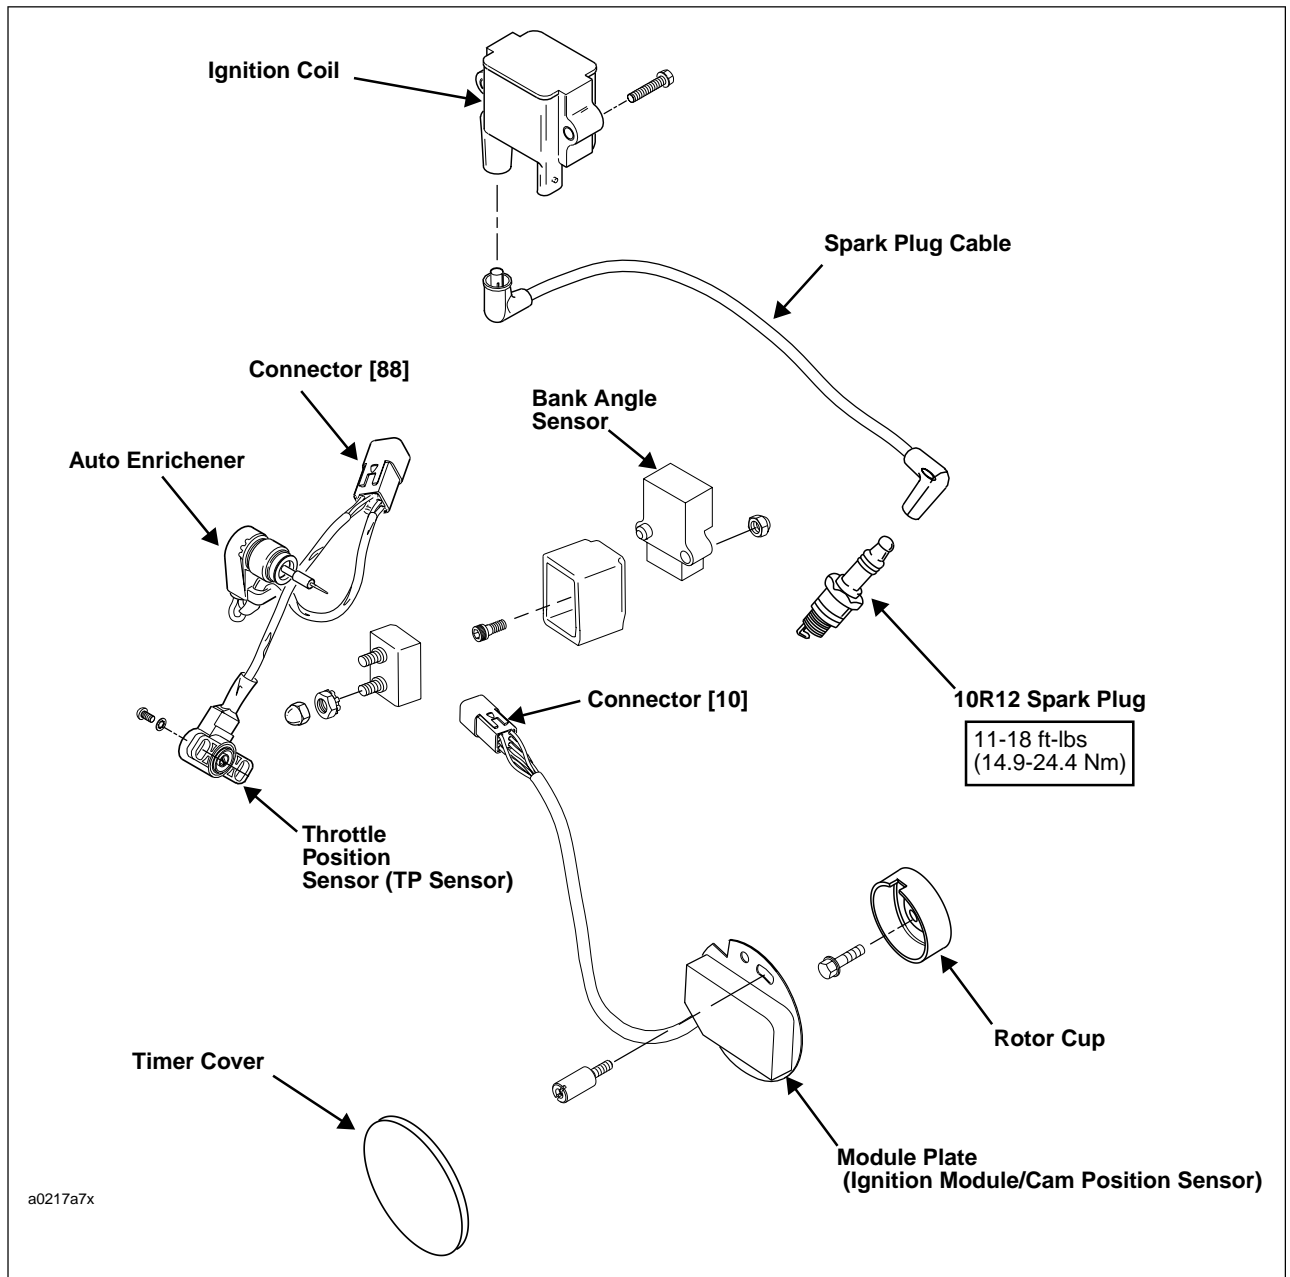 Ignition Coil
Spark Plug Cable
Connector [88]
Bank Angle
Sensor
Auto Enrichener
Connector [10]
10R12 Spark Plug
11-18 ft-lbs
(14.9-24.4 Nm)
Throttle
Position
Sensor (TP Sensor)
Rotor Cup
Timer Cover
Module Plate
(Ignition Module/Cam Position Sensor)
a0217a7x